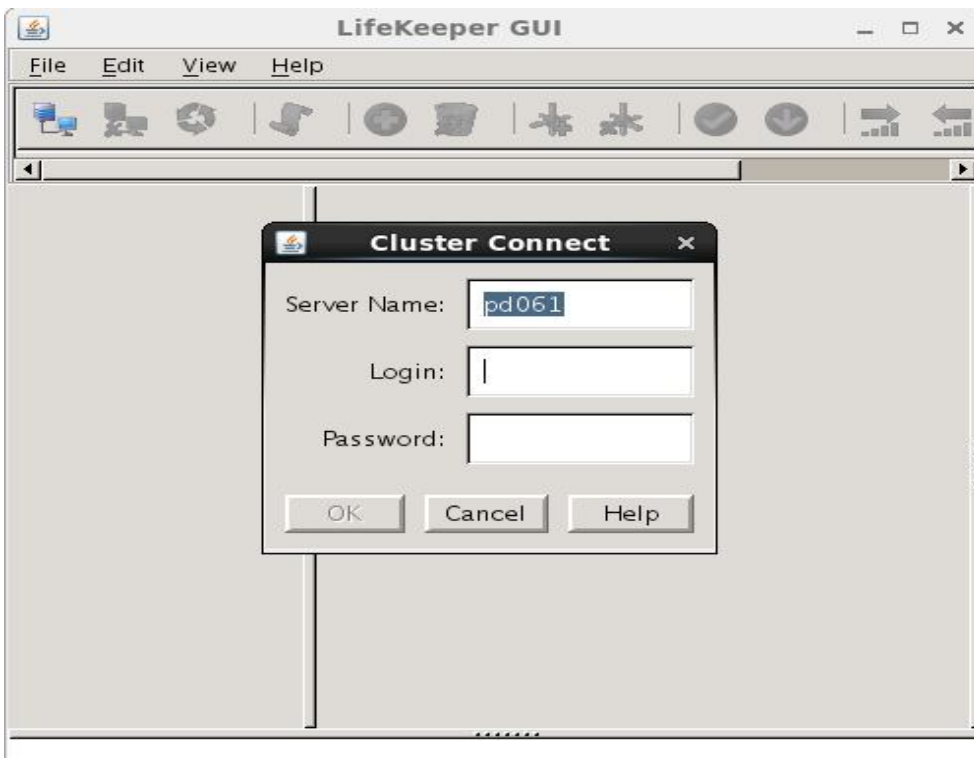 LifeKeeper GUI
File Edit View Help
Cluster Connect
Server Name: pd061
Login:
Password:
OK Cancel Help